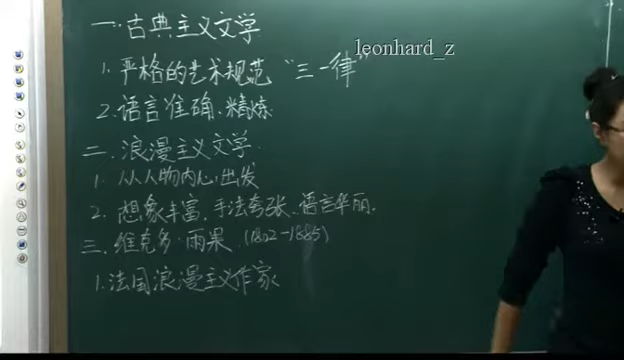 一. 古典主义文学
leonhard_z
1. 严格的艺术规范 "三一律"
2. 语言准确、精炼
二. 浪漫主义文学.
1. 从人物内心出发
2. 想象丰富, 手法夸张, 语言华丽.
三. 维克多·雨果 (1802-1885)
1. 法国浪漫主义作家